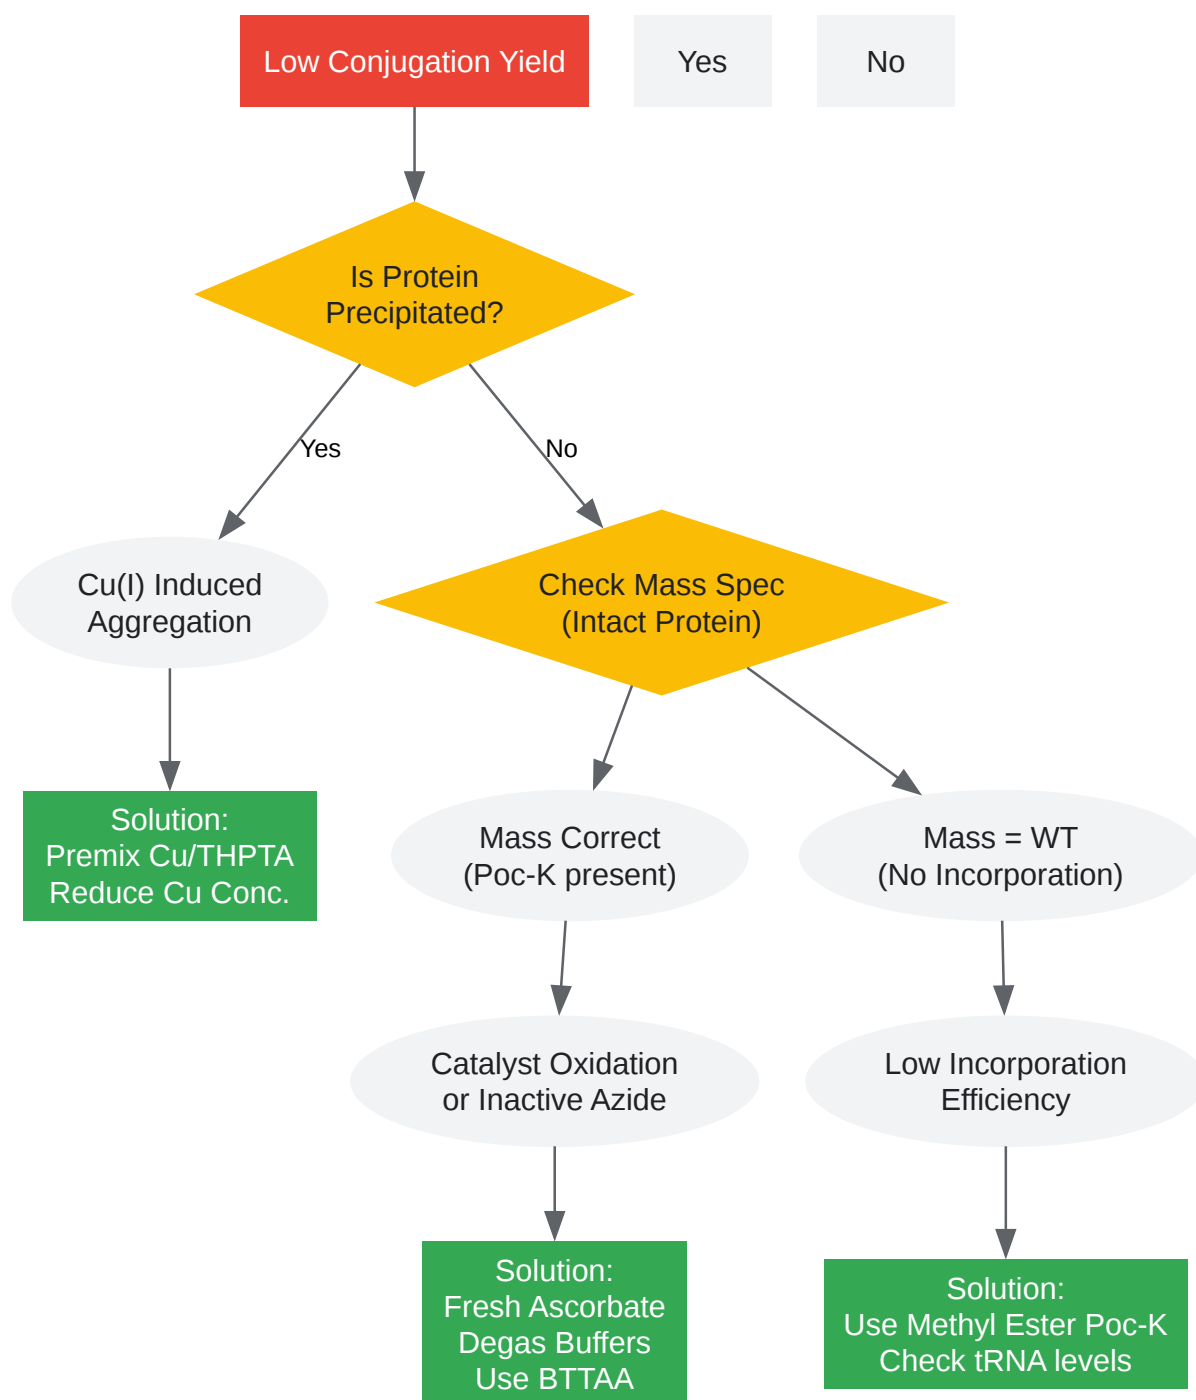 Low Conjugation Yield
Yes
No
Is Protein
Precipitated?
Yes
No
Cu(I) Induced
Aggregation
Check Mass Spec
(Intact Protein)
Solution:
Premix Cu/THPTA
Reduce Cu Conc.
Mass Correct
(Poc-K present)
Mass = WT
(No Incorporation)
Catalyst Oxidation
or Inactive Azide
Low Incorporation
Efficiency
Solution:
Fresh Ascorbate
Degas Buffers
Use BTTAA
Solution:
Use Methyl Ester Poc-K
Check tRNA levels